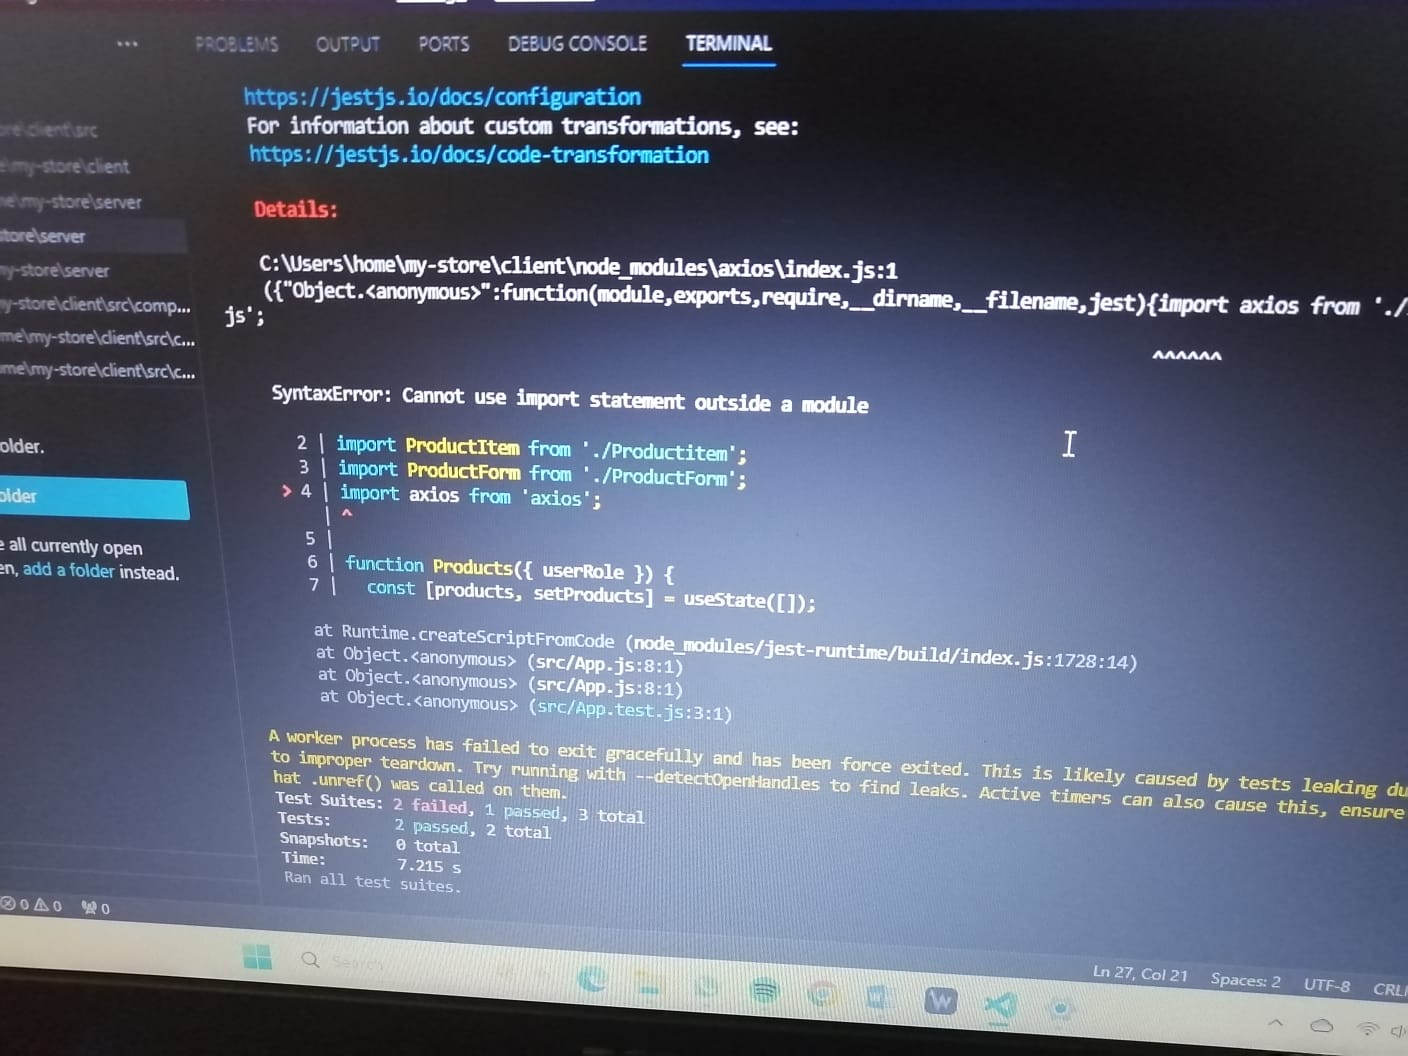 ... PROBLEMS OUTPUT PORTS DEBUG CONSOLE TERMINAL
https://jestjs.io/docs/configuration
For information about custom transformations, see:
https://jestjs.io/docs/code-transformation
ore\client\src
e\my-store\client
ne\my-store\server
tore\server
ny-store\server
y-store\client\src\comp...
me\my-store\client\src\c...
ome\my-store\client\src\c...
older.
older
e all currently open
en, add a folder instead.
Details:
C:\Users\home\my-store\client\node_modules\axios\index.js:1
({"Object.<anonymous>":function(module,exports,require,__dirname,__filename,jest){import axios from './
js';
^^^^^^
SyntaxError: Cannot use import statement outside a module
2 | import ProductItem from './Productitem';
3 | import ProductForm from './ProductForm';
> 4 | import axios from 'axios';
| ^
5 |
6 | function Products({ userRole }) {
7 | const [products, setProducts] = useState([]);
at Runtime.createScriptFromCode (node_modules/jest-runtime/build/index.js:1728:14)
at Object.<anonymous> (src/App.js:8:1)
at Object.<anonymous> (src/App.js:8:1)
at Object.<anonymous> (src/App.test.js:3:1)
A worker process has failed to exit gracefully and has been force exited. This is likely caused by tests leaking du
to improper teardown. Try running with --detectOpenHandles to find leaks. Active timers can also cause this, ensure
hat .unref() was called on them.
Test Suites: 2 failed, 1 passed, 3 total
Tests: 2 passed, 2 total
Snapshots: 0 total
Time: 7.215 s
Ran all test suites.
0 0 0
Ln 27, Col 21 Spaces: 2 UTF-8 CRL
Search
W